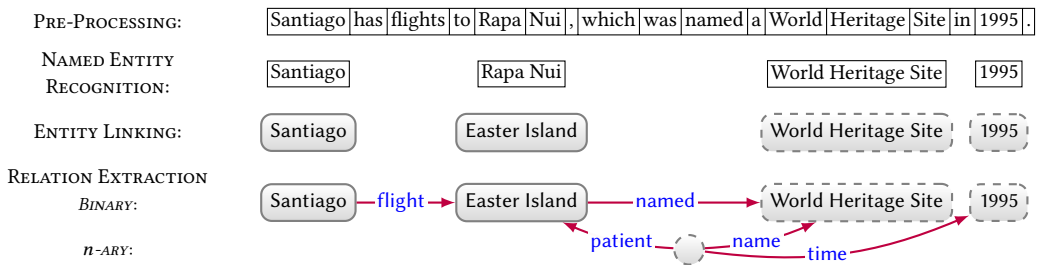 Pre-Processing: Santiago has flights to Rapa Nui , which was named a World Heritage Site in 1995 .
Named Entity
Recognition: Santiago Rapa Nui World Heritage Site 1995
Entity Linking: Santiago Easter Island World Heritage Site 1995
Relation Extraction
Binary: Santiago flight Easter Island named World Heritage Site 1995
n-ary: patient name time